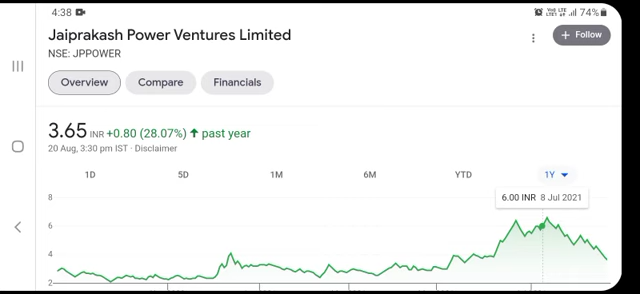 4:38
74%
Jaiprakash Power Ventures Limited
+ Follow
NSE: JPPOWER
Overview
Compare
Financials
3.65 INR +0.80 (28.07%) ↑ past year
20 Aug, 3:30 pm IST · Disclaimer
1D 5D 1M 6M YTD 1Y
6.00 INR 8 Jul 2021
8
6
4
2